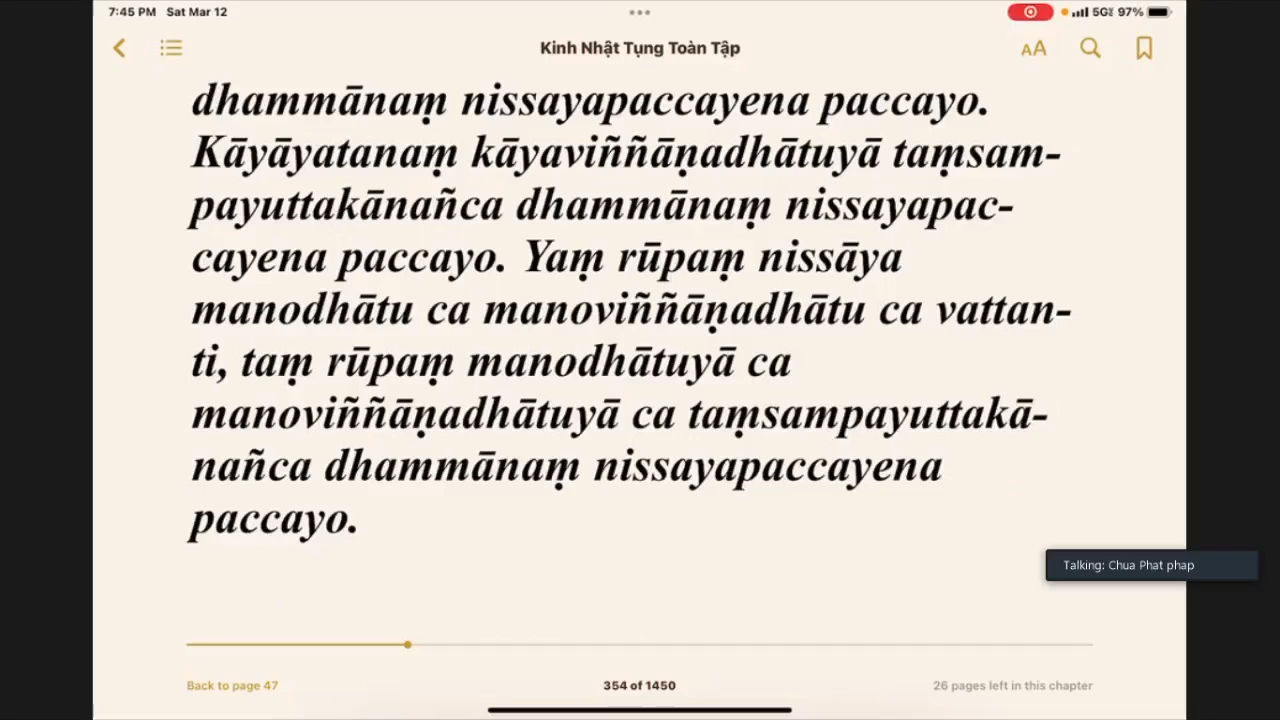 7:45 PM Sat Mar 12
5G 97%
Kinh Nhật Tụng Toàn Tập
AA
dhammānaṃ nissayapaccayena paccayo.
Kāyāyatanaṃ kāyaviññāṇadhātuyā taṃsam-
payuttakānañca dhammānaṃ nissayapac-
cayena paccayo. Yaṃ rūpaṃ nissāya
manodhātu ca manoviññāṇadhātu ca vattan-
ti, taṃ rūpaṃ manodhātuyā ca
manoviññāṇadhātuyā ca taṃsampayuttakā-
nañca dhammānaṃ nissayapaccayena
paccayo.
Talking: Chua Phat phap
Back to page 47
354 of 1450
26 pages left in this chapter